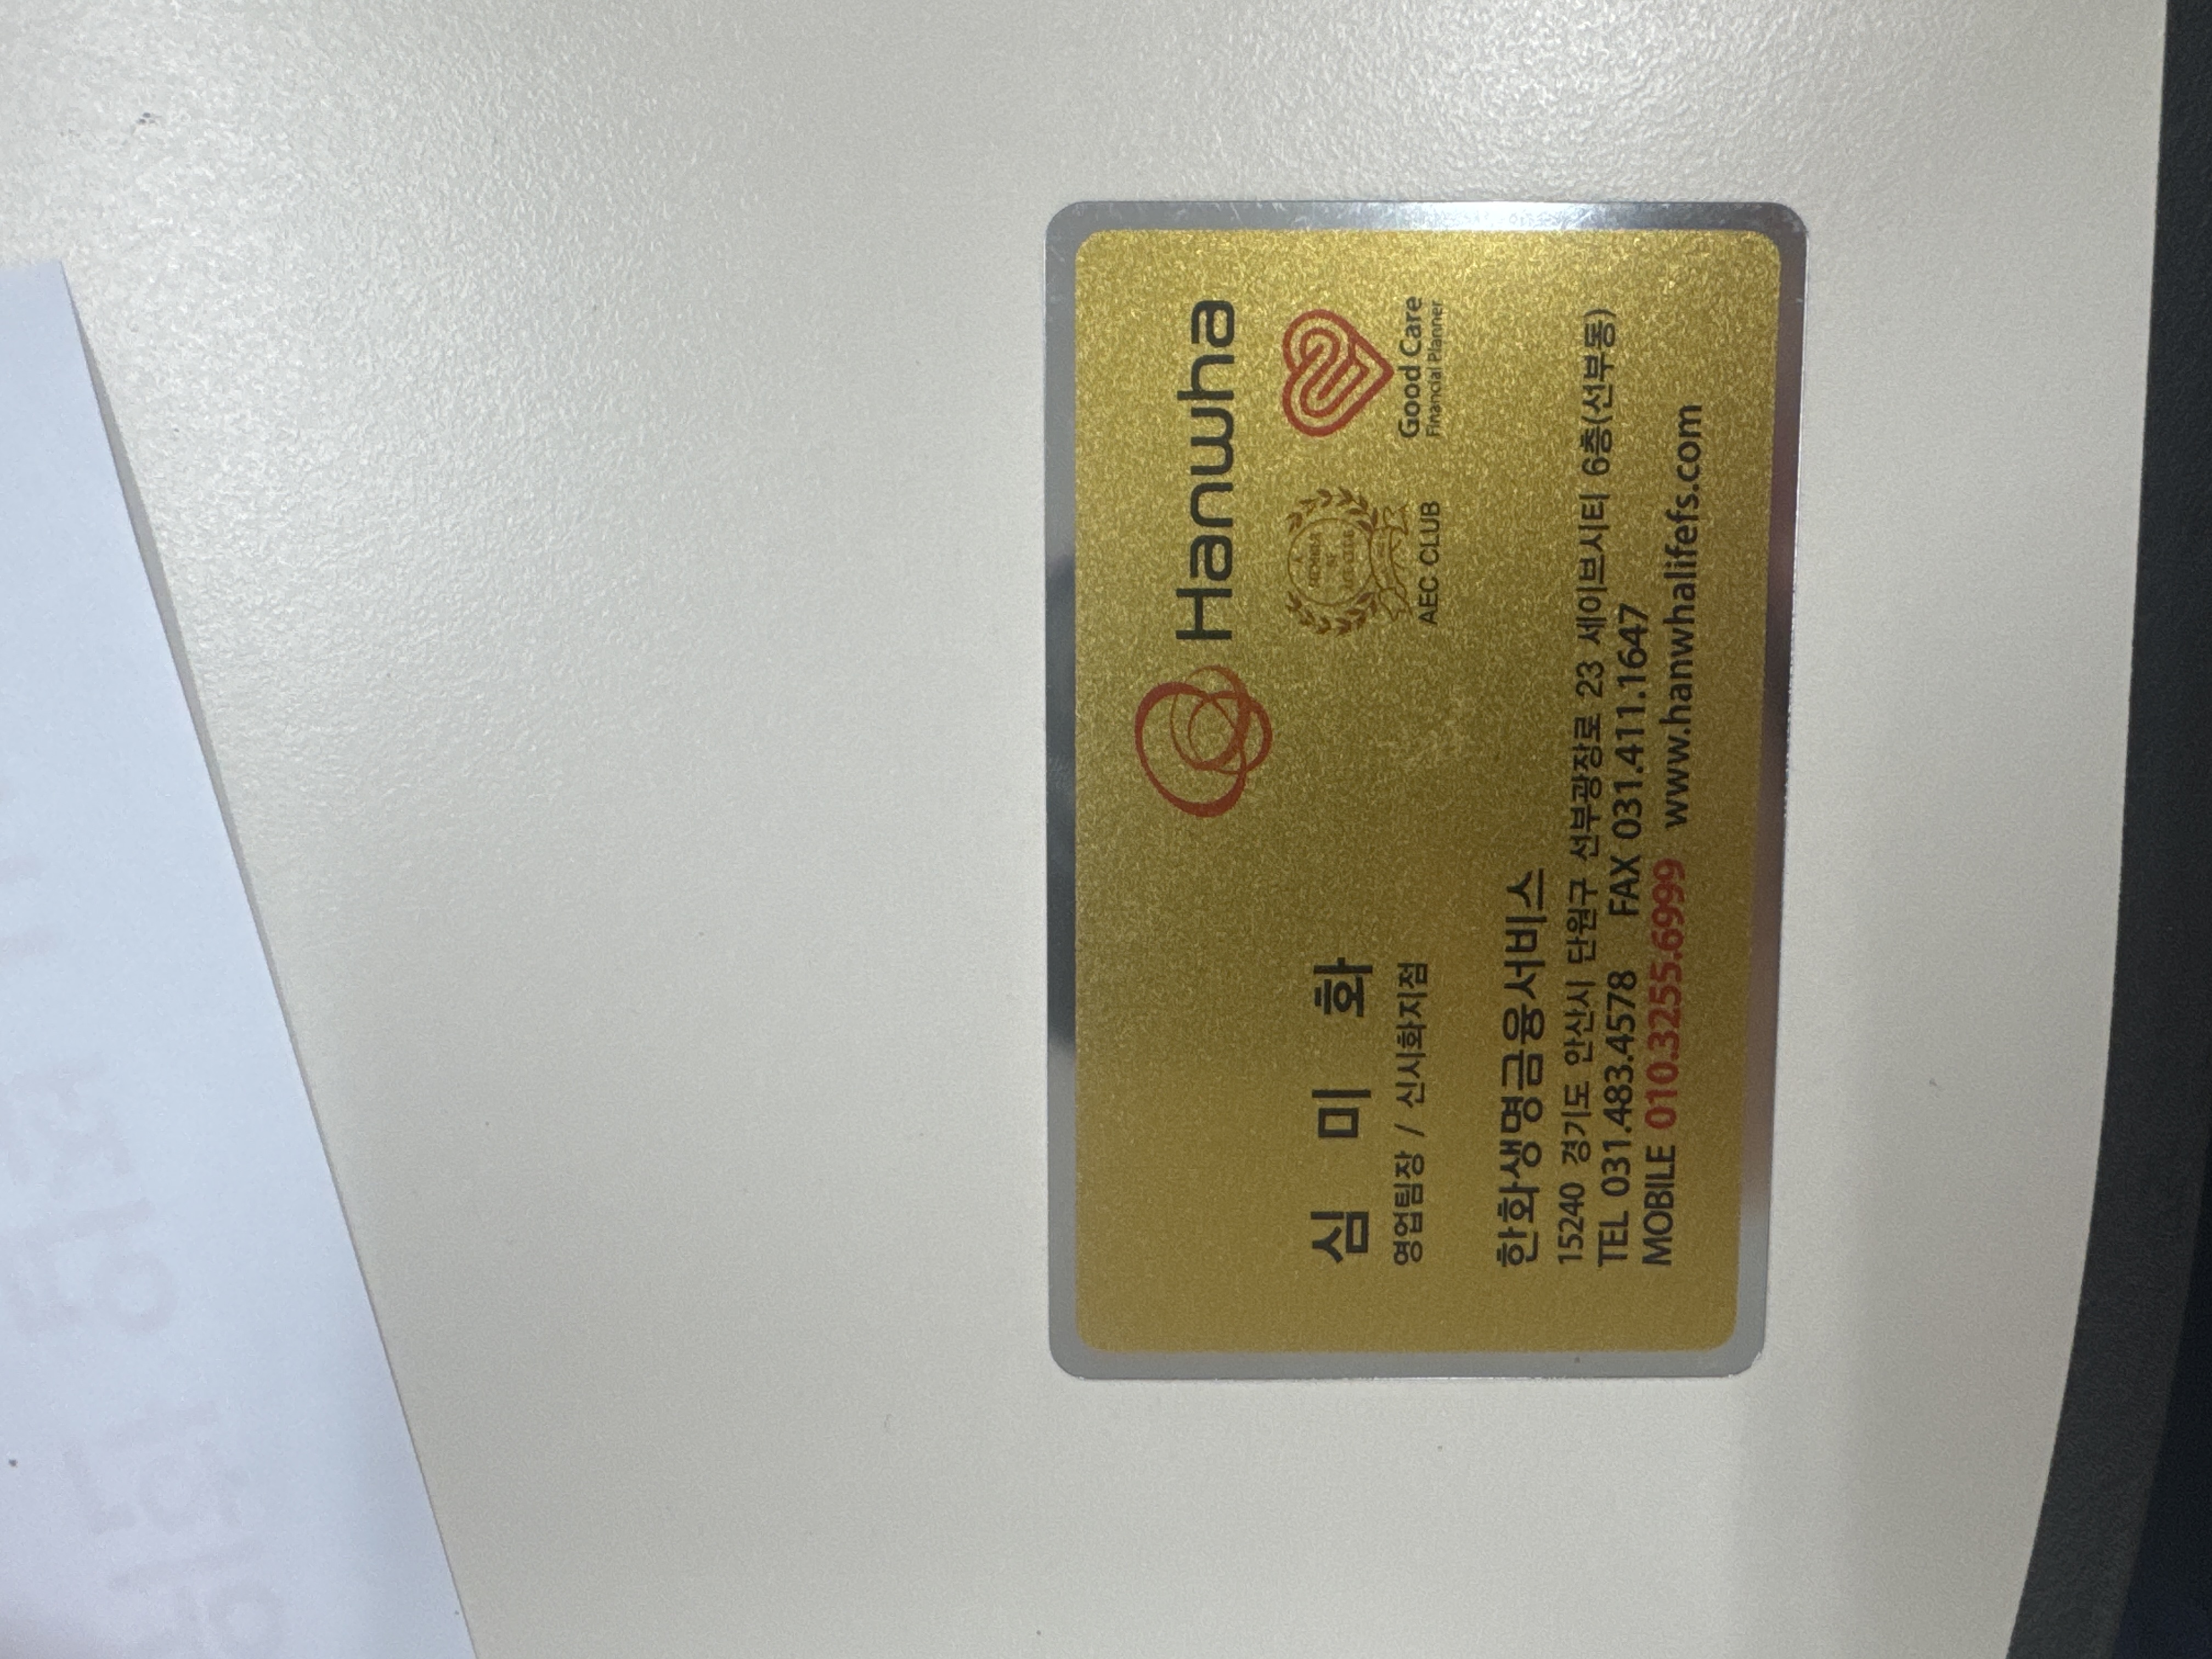 Hanwha
AEC CLUB
Good Care
Financial Planner
심 미 화
영업팀장 / 신시화지점
한화생명금융서비스
15240 경기도 안산시 단원구 선부광장로 23 세이브시티 6층(선부동)
TEL 031.483.4578 FAX 031.411.1647
MOBILE 010.3255.6999 www.hanwhalifefs.com